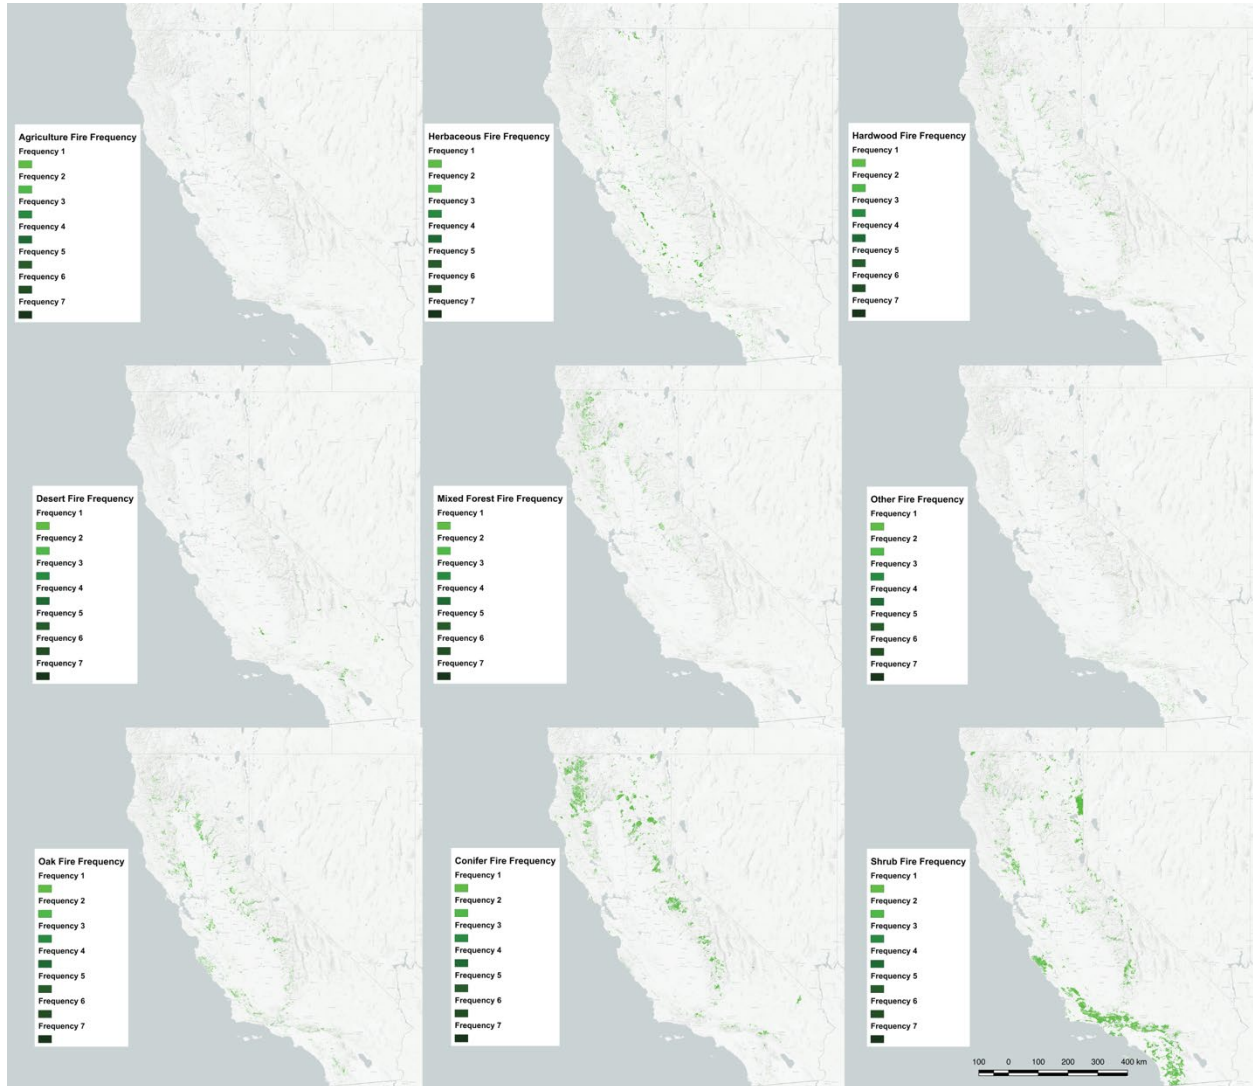 Agriculture Fire Frequency
Frequency 1
Frequency 2
Frequency 3
Frequency 4
Frequency 5
Frequency 6
Frequency 7
Herbaceous Fire Frequency
Frequency 1
Frequency 2
Frequency 3
Frequency 4
Frequency 5
Frequency 6
Frequency 7
Hardwood Fire Frequency
Frequency 1
Frequency 2
Frequency 3
Frequency 4
Frequency 5
Frequency 6
Frequency 7
Desert Fire Frequency
Frequency 1
Frequency 2
Frequency 3
Frequency 4
Frequency 5
Frequency 6
Frequency 7
Mixed Forest Fire Frequency
Frequency 1
Frequency 2
Frequency 3
Frequency 4
Frequency 5
Frequency 6
Frequency 7
Other Fire Frequency
Frequency 1
Frequency 2
Frequency 3
Frequency 4
Frequency 5
Frequency 6
Frequency 7
Oak Fire Frequency
Frequency 1
Frequency 2
Frequency 3
Frequency 4
Frequency 5
Frequency 6
Frequency 7
Conifer Fire Frequency
Frequency 1
Frequency 2
Frequency 3
Frequency 4
Frequency 5
Frequency 6
Frequency 7
Shrub Fire Frequency
Frequency 1
Frequency 2
Frequency 3
Frequency 4
Frequency 5
Frequency 6
Frequency 7
100 0 100 200 300 400 km